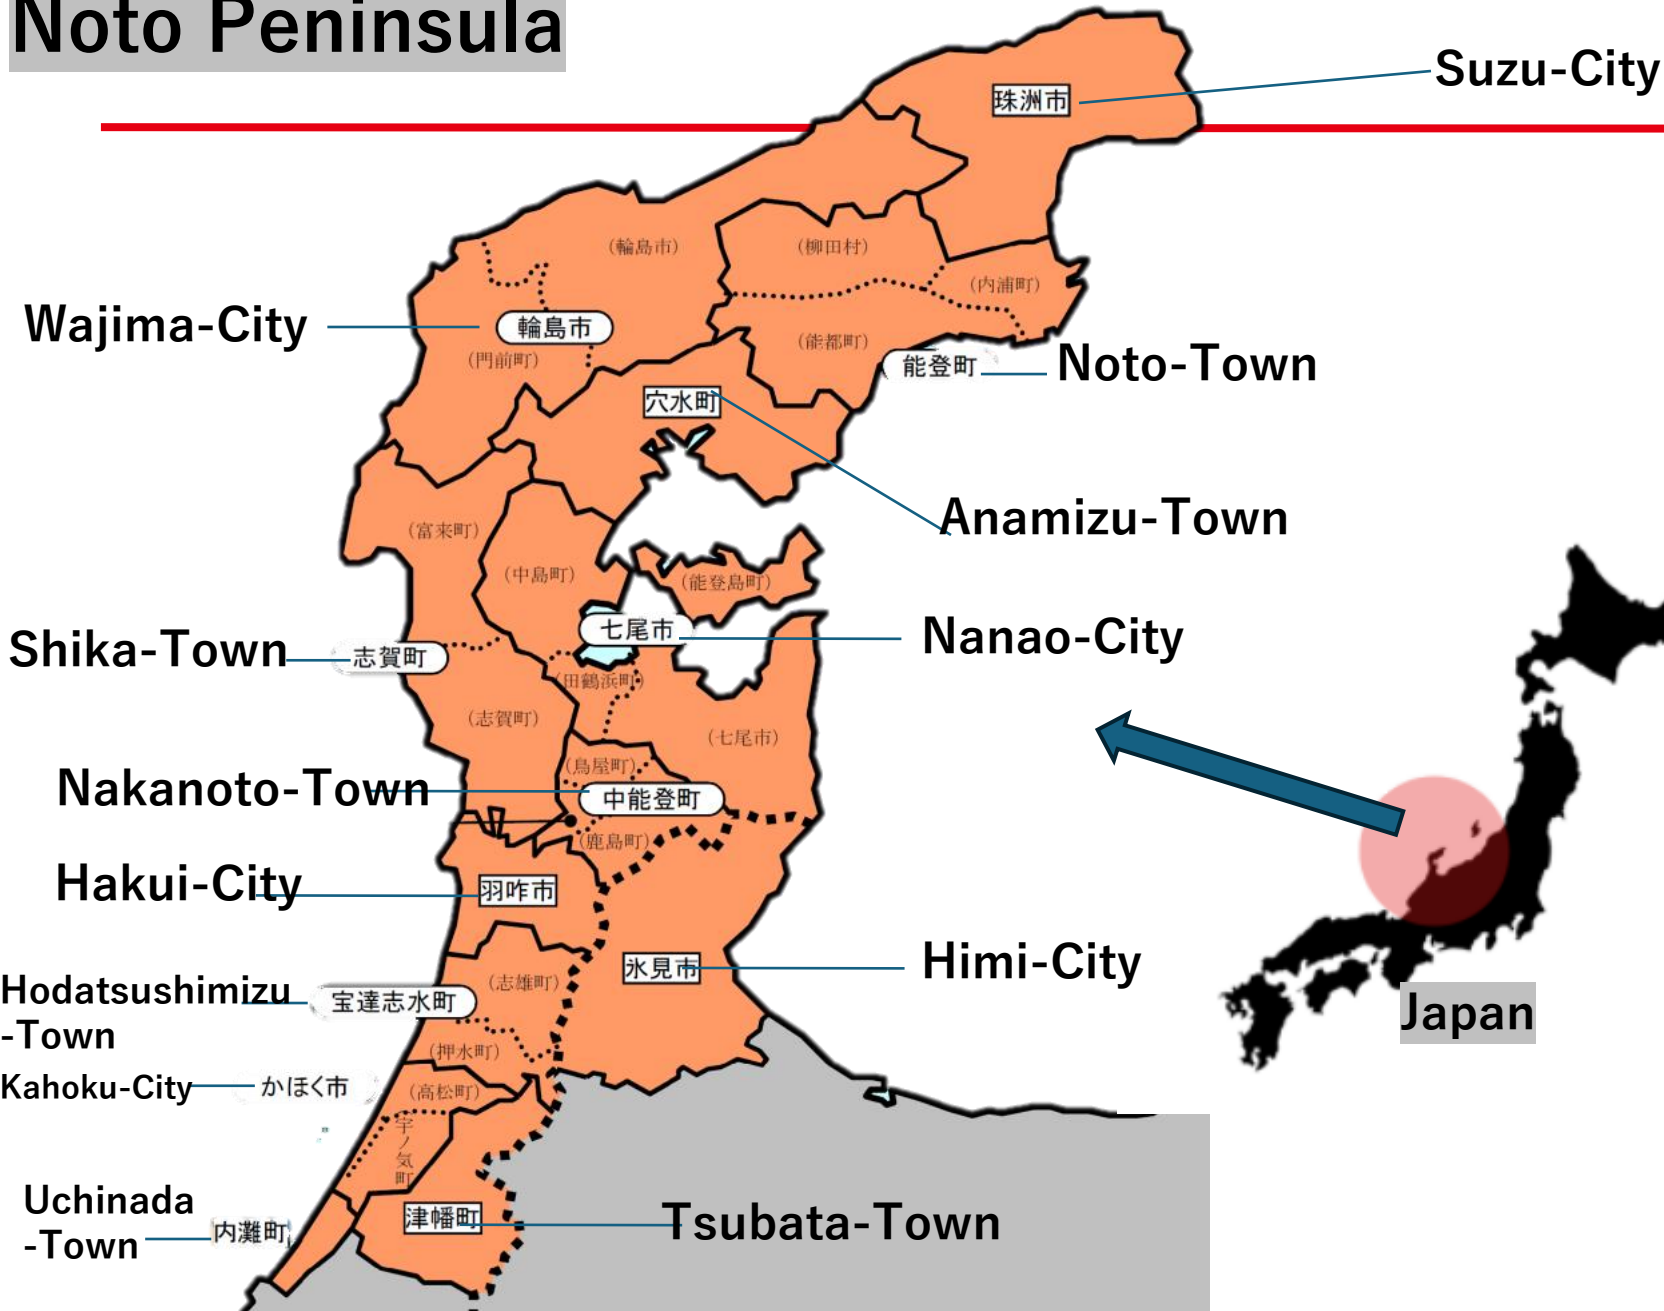 Noto Peninsula
Suzu-City
珠洲市
(輪島市)
(柳田村)
(内浦町)
Wajima-City
輪島市
(能都町)
(門前町)
能登町
Noto-Town
穴水町
Anamizu-Town
(富来町)
(中島町)
(能登島町)
七尾市
Nanao-City
Shika-Town
志賀町
(田鶴浜町)
(志賀町)
(七尾市)
(鳥屋町)
Nakanoto-Town
中能登町
(鹿島町)
Hakui-City
羽咋市
氷見市
Himi-City
(志雄町)
Hodatsushimizu
-Town
宝達志水町
Japan
(押水町)
Kahoku-City
かほく市
(高松町)
宇ノ気町
Uchinada
-Town
内灘町
津幡町
Tsubata-Town